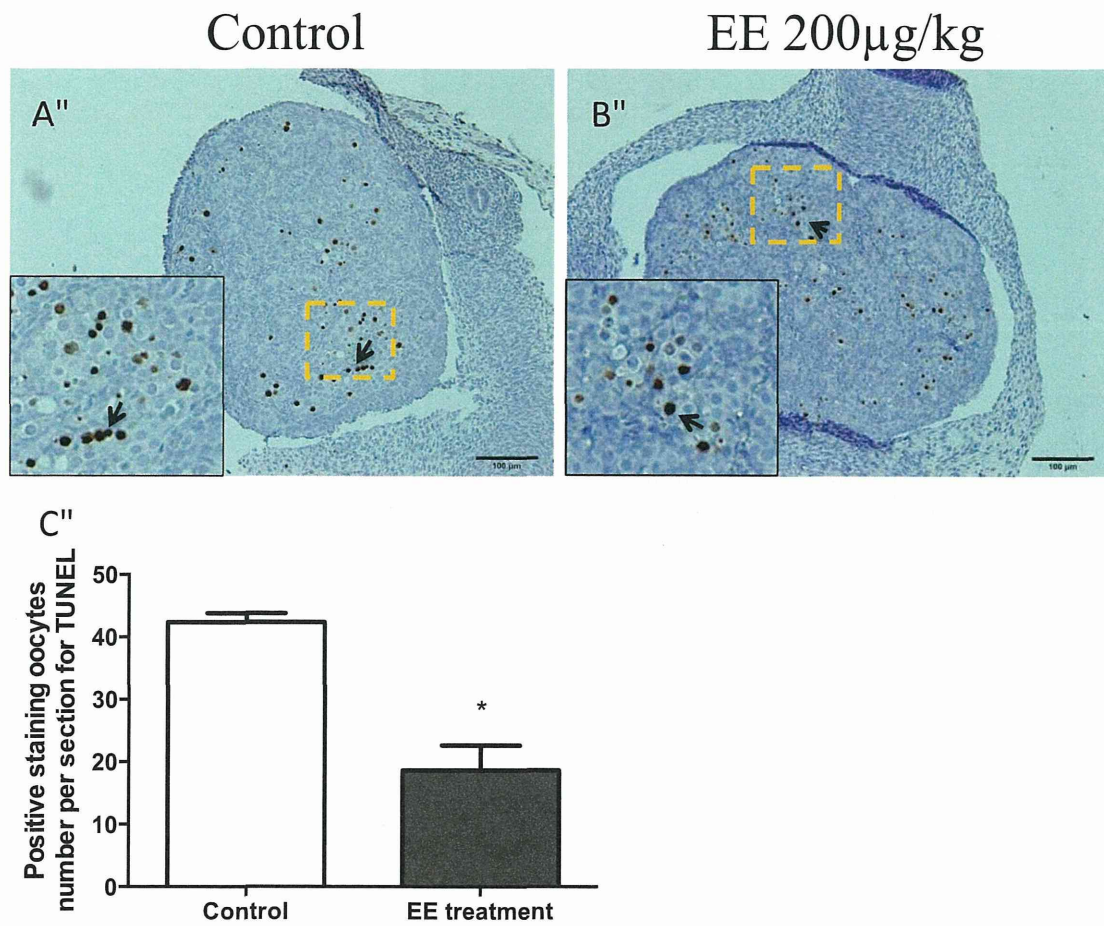 Control
EE 200µg/kg
A"
B"
100 µm
100 µm
C"
Positive staining oocytes
number per section for TUNEL
50
40
30
20
10
0
*
Control
EE treatment